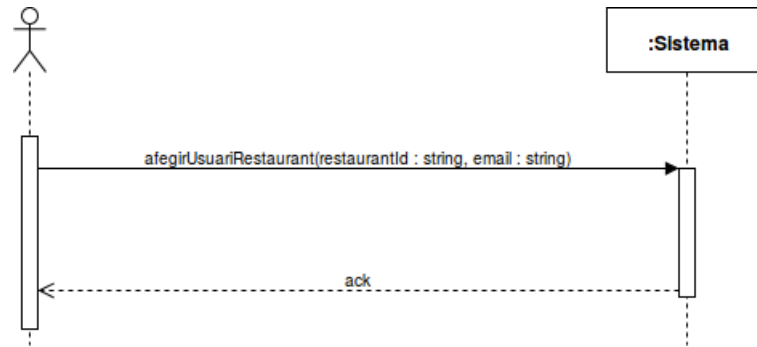 :Sistema
afegirUsuariRestaurant(restaurantId : string, email : string)
ack